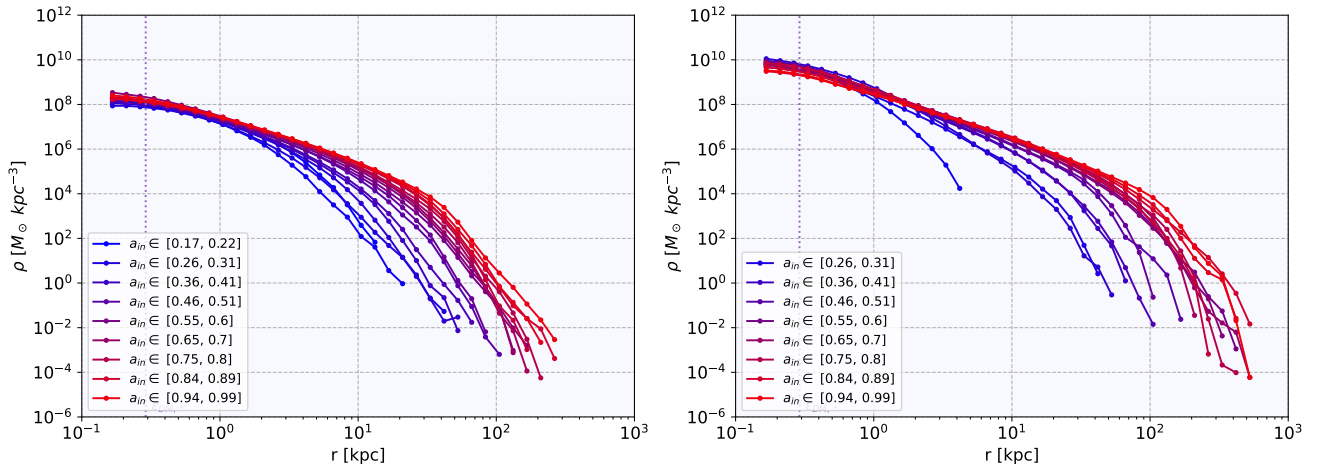 10^12
10^10
10^8
10^6
10^4
10^2
10^0
10^−2
10^−4
10^−6
ρ [M⊙ kpc^−3]
a_in ∈ [0.17, 0.22]
a_in ∈ [0.26, 0.31]
a_in ∈ [0.36, 0.41]
a_in ∈ [0.46, 0.51]
a_in ∈ [0.55, 0.6]
a_in ∈ [0.65, 0.7]
a_in ∈ [0.75, 0.8]
a_in ∈ [0.84, 0.89]
a_in ∈ [0.94, 0.99]
10^−1 10^0 10^1 10^2 10^3
r [kpc]
10^12
10^10
10^8
10^6
10^4
10^2
10^0
10^−2
10^−4
10^−6
ρ [M⊙ kpc^−3]
a_in ∈ [0.26, 0.31]
a_in ∈ [0.36, 0.41]
a_in ∈ [0.46, 0.51]
a_in ∈ [0.55, 0.6]
a_in ∈ [0.65, 0.7]
a_in ∈ [0.75, 0.8]
a_in ∈ [0.84, 0.89]
a_in ∈ [0.94, 0.99]
10^−1 10^0 10^1 10^2 10^3
r [kpc]